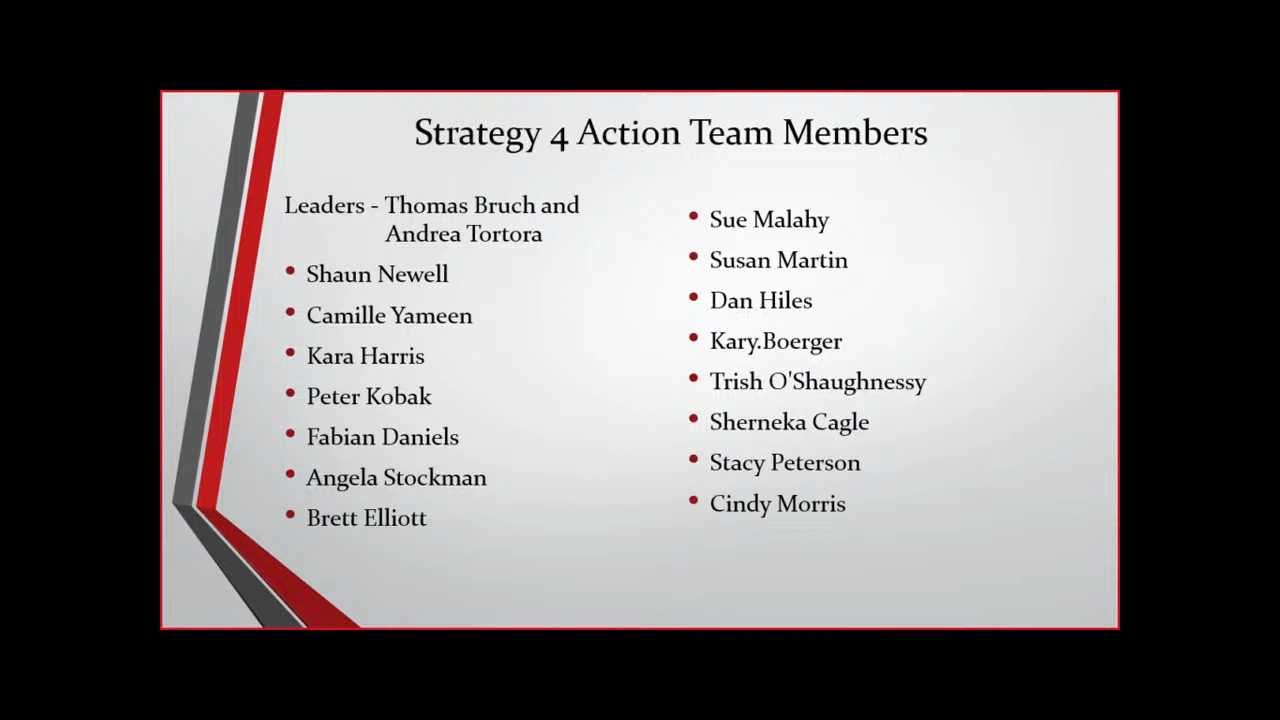 Strategy 4 Action Team Members
Leaders - Thomas Bruch and
Andrea Tortora
• Shaun Newell
• Camille Yameen
• Kara Harris
• Peter Kobak
• Fabian Daniels
• Angela Stockman
• Brett Elliott
• Sue Malahy
• Susan Martin
• Dan Hiles
• Kary.Boerger
• Trish O'Shaughnessy
• Sherneka Cagle
• Stacy Peterson
• Cindy Morris